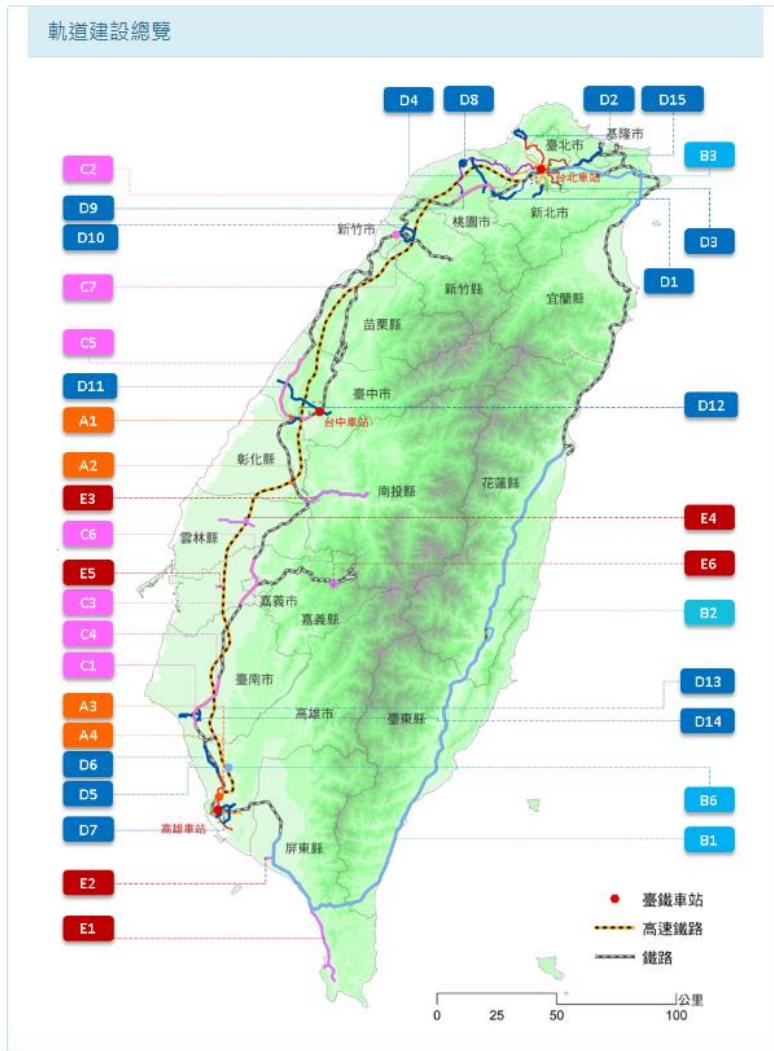 軌道建設總覽
D4
D8
D2
D15
基隆市
臺北市
B3
C2
台北車站
D9
桃園市
新北市
D10
新竹市
D3
D1
C7
新竹縣
宜蘭縣
苗栗縣
C5
D11
臺中市
D12
A1
台中車站
A2
彰化縣
E3
南投縣
花蓮縣
E4
C6
雲林縣
E5
E6
C3
嘉義市
嘉義縣
B2
C4
C1
臺南市
D13
A3
高雄市
臺東縣
D14
A4
D6
D5
B6
D7
高雄車站
B1
屏東縣
E2
E1
臺鐵車站
高速鐵路
鐵路
公里
0 25 50 100